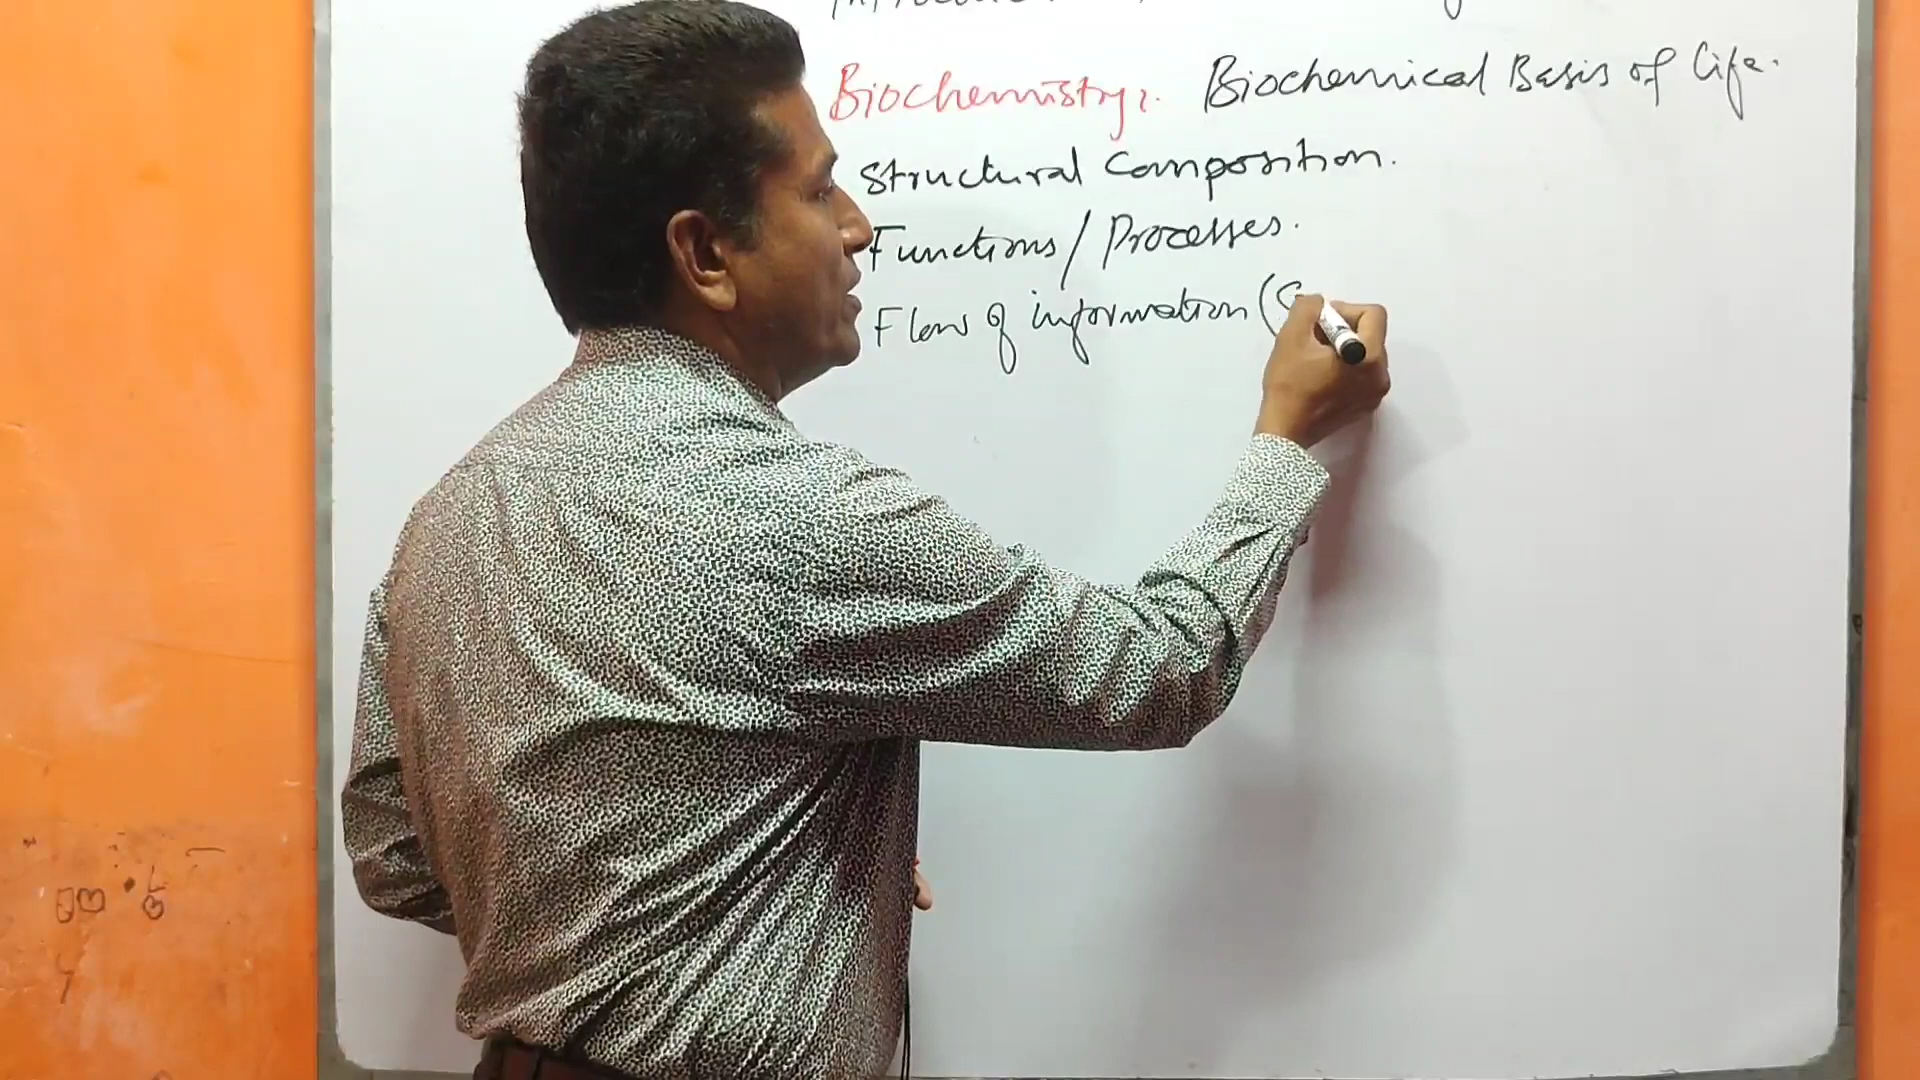 Biochemistry: Biochemical Basis of Life.
Structural Composition.
Functions/Processes.
Flow of information (